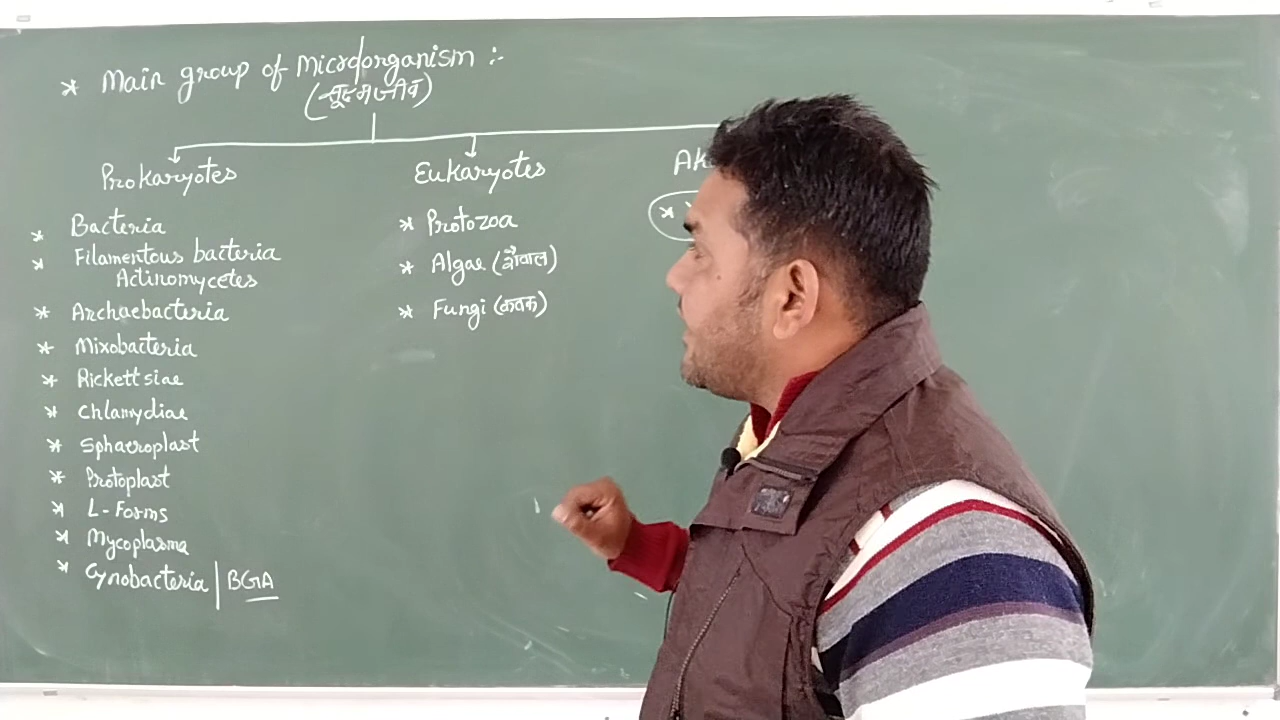 * Main group of Microorganism :-
(सूक्ष्मजीव)
Prokaryotes
* Bacteria
* Filamentous bacteria
Actinomycetes
* Archaebacteria
* Mixobacteria
* Rickettsiae
* Chlamydiae
* Sphaeroplast
* Protoplast
* L-Forms
* Mycoplasma
* Cynobacteria | BGA
Eukaryotes
* Protozoa
* Algae (शैवाल)
* Fungi (कवक)